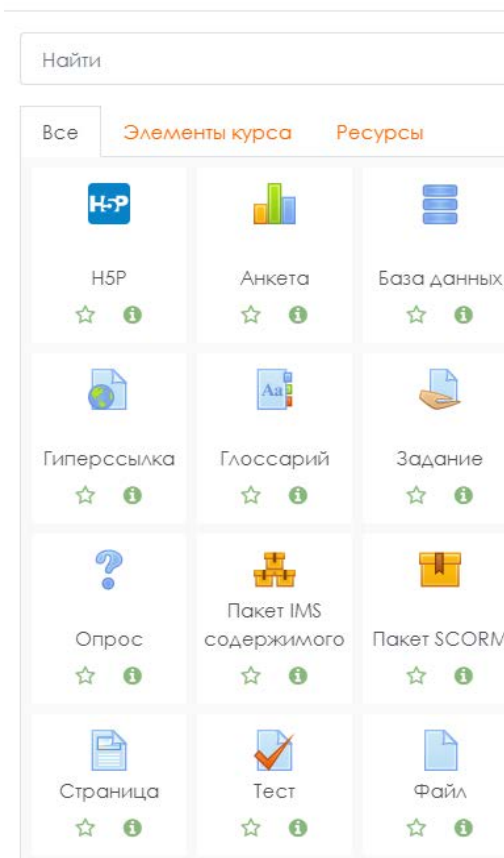 Найти
Все Элементы курса Ресурсы
H5P
H5P Анкета База данных
Aa
Гиперссылка Глоссарий Задание
Опрос Пакет IMS содержимого Пакет SCORM
Страница Тест Файл